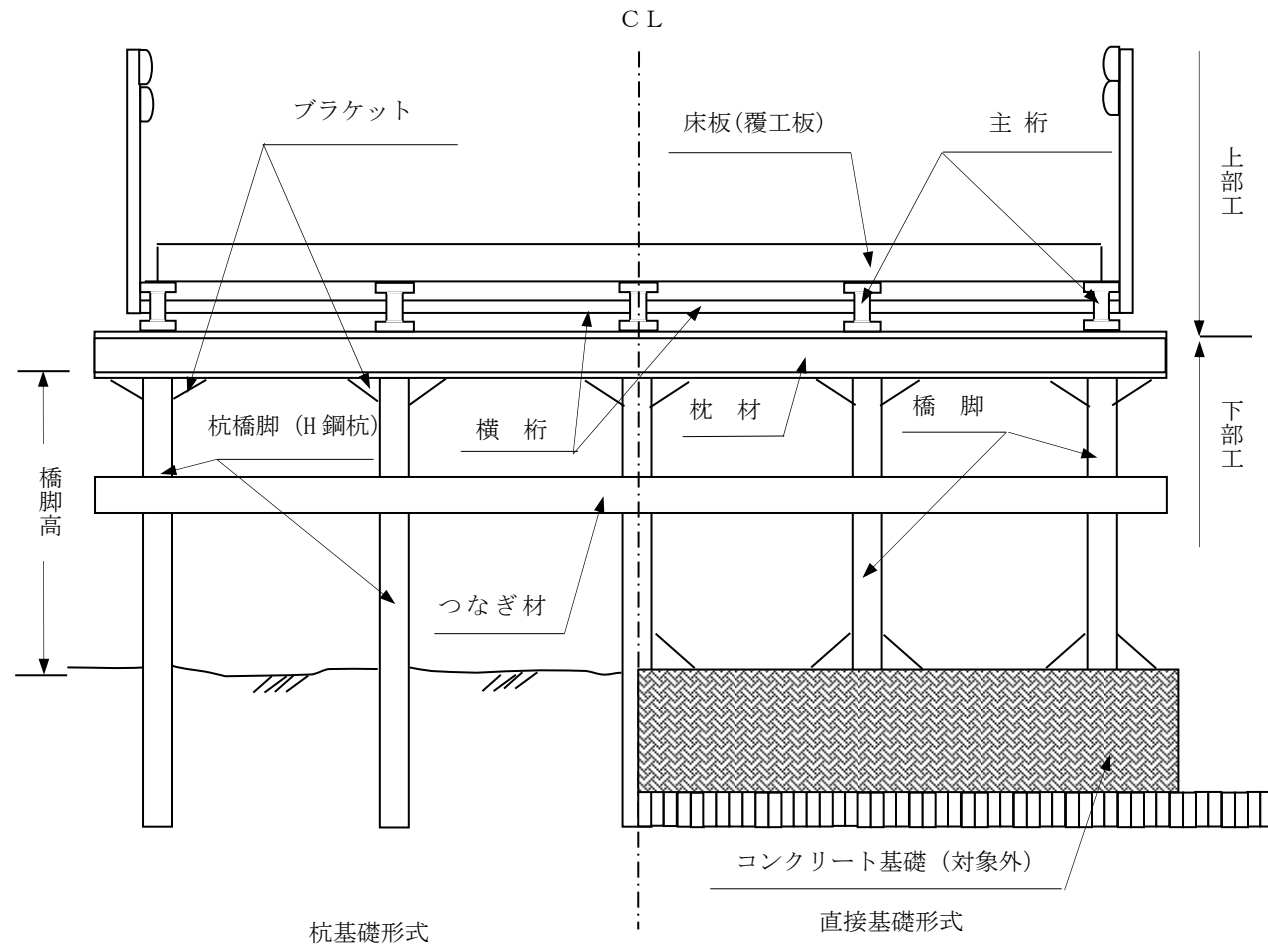 ＣＬ
ブラケット
床板(覆工板)
主 桁
上部工
杭橋脚（H鋼杭)
横 桁
枕 材
橋 脚
下部工
橋脚高
つなぎ材
コンクリート基礎（対象外）
杭基礎形式
直接基礎形式